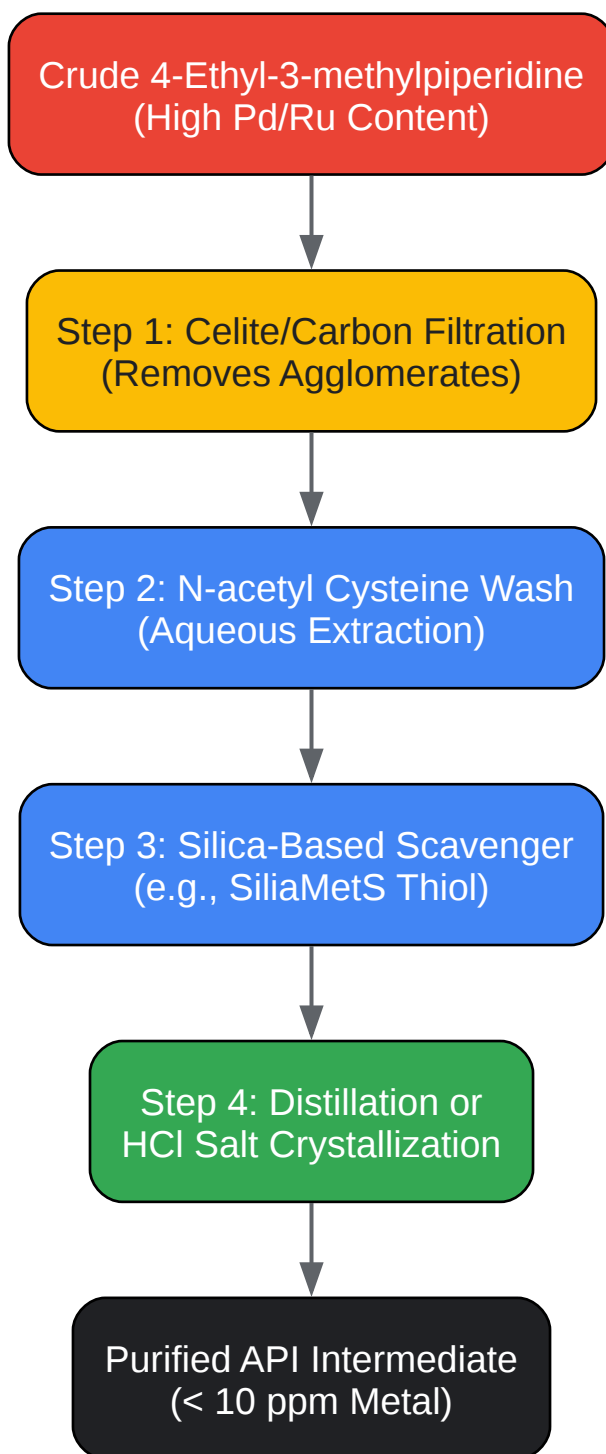 Crude 4-Ethyl-3-methylpiperidine
(High Pd/Ru Content)
Step 1: Celite/Carbon Filtration
(Removes Agglomerates)
Step 2: N-acetyl Cysteine Wash
(Aqueous Extraction)
Step 3: Silica-Based Scavenger
(e.g., SiliaMetS Thiol)
Step 4: Distillation or
HCl Salt Crystallization
Purified API Intermediate
(< 10 ppm Metal)